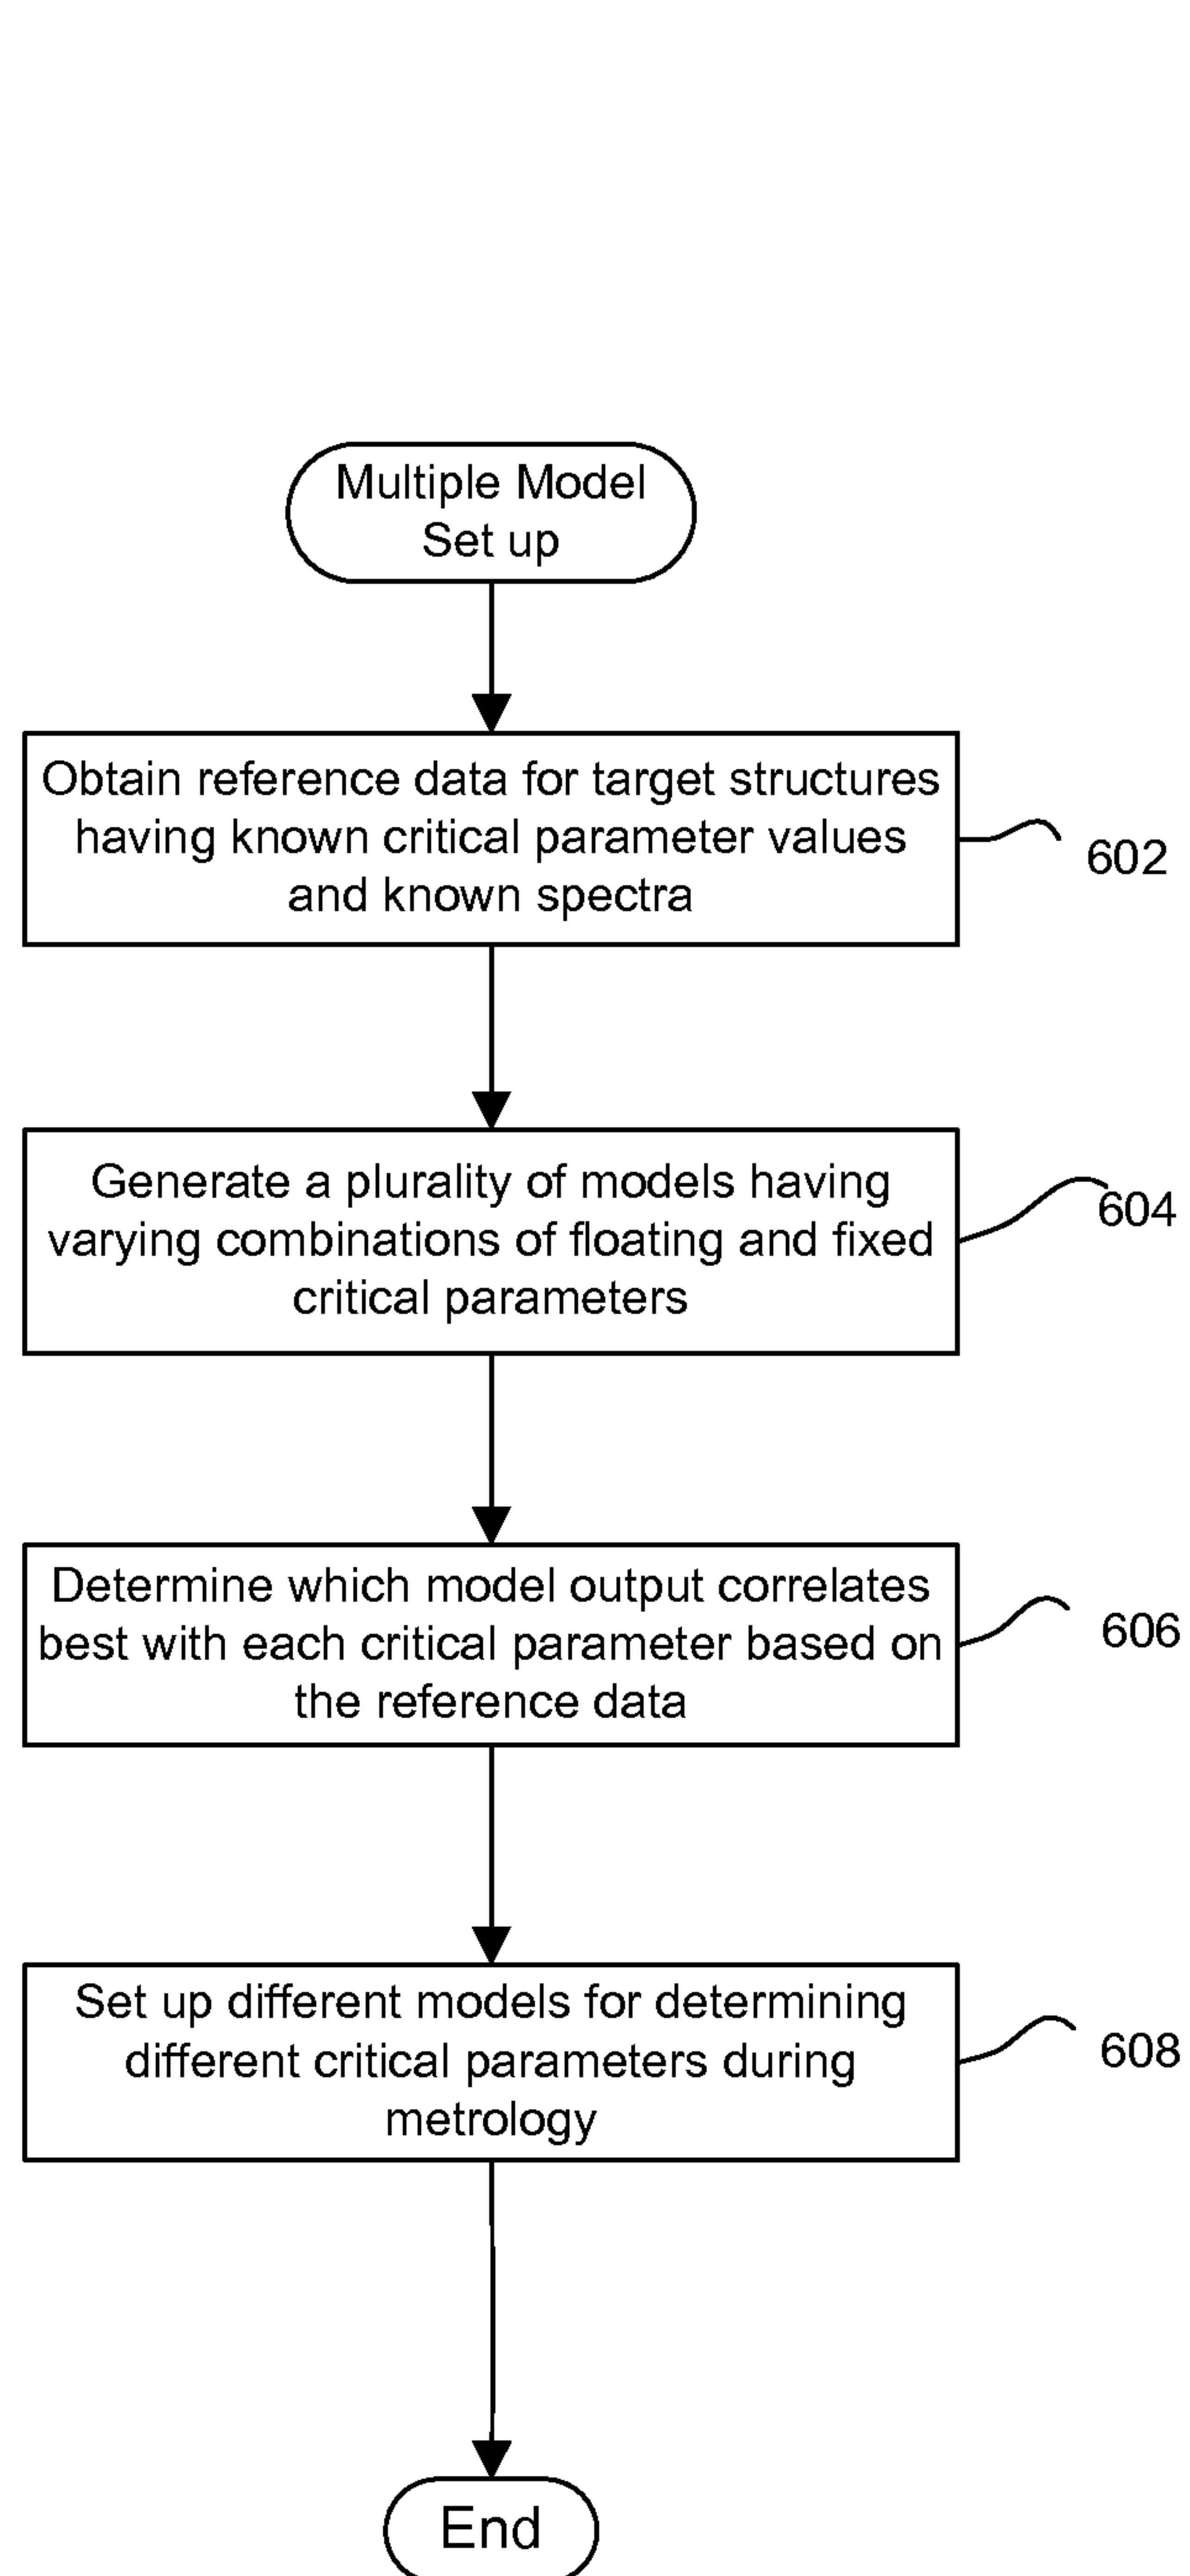 Multiple Model
Set up
Obtain reference data for target structures
having known critical parameter values
and known spectra
602
Generate a plurality of models having
varying combinations of floating and fixed
critical parameters
604
Determine which model output correlates
best with each critical parameter based on
the reference data
606
Set up different models for determining
different critical parameters during
metrology
608
End